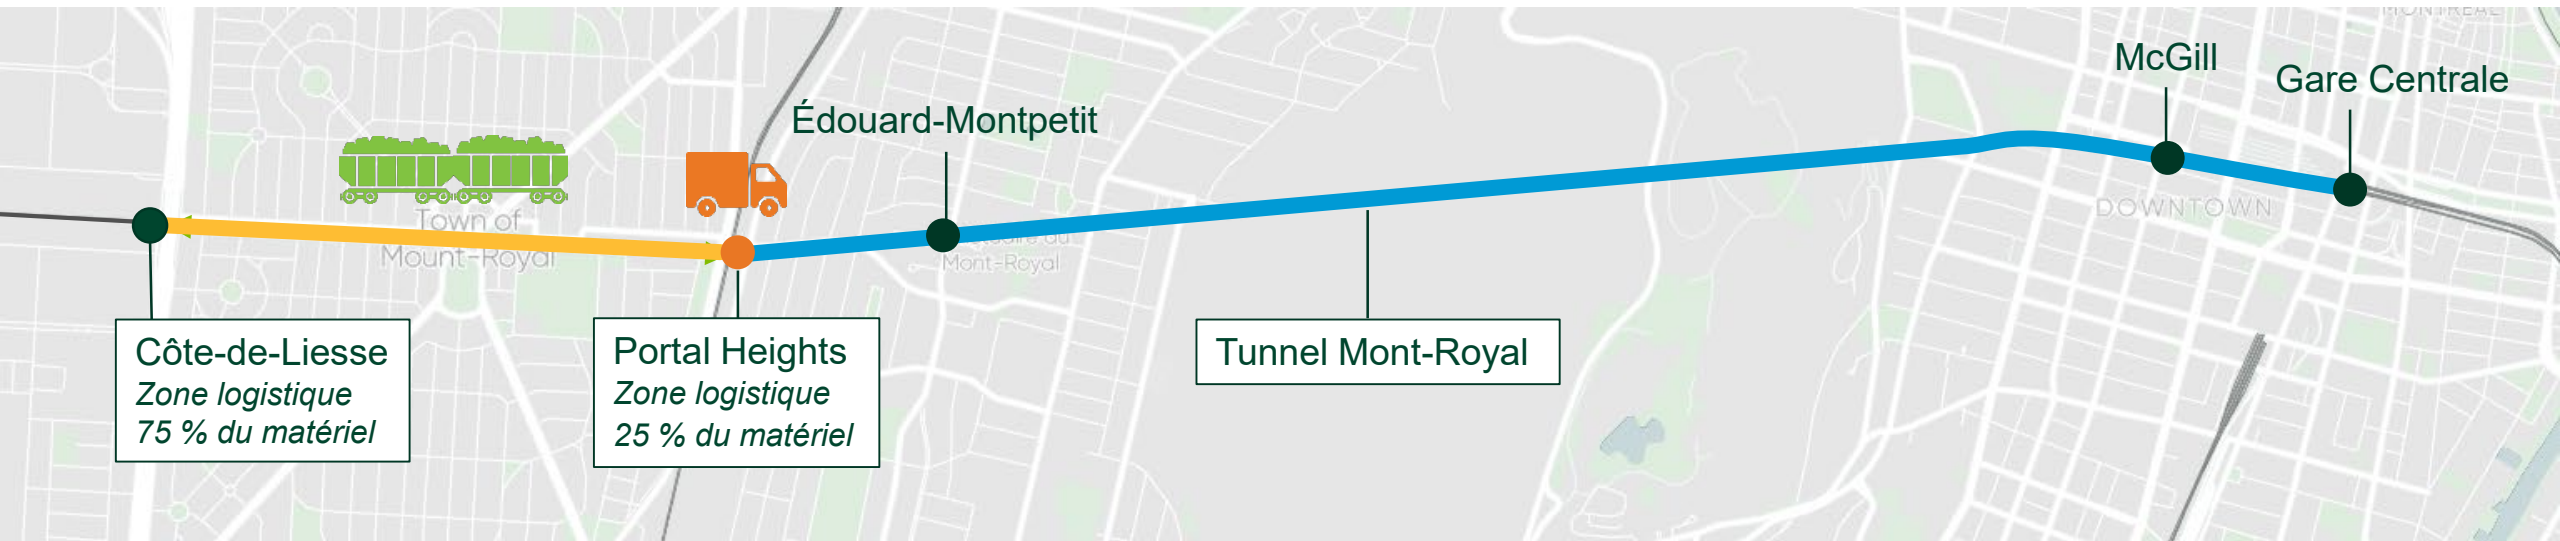 MONTREAL
McGill
Gare Centrale
Édouard-Montpetit
Town of
Mount-Royal
DOWNTOWN
Mont-Royal
Côte-de-Liesse
Zone logistique
75 % du matériel
Portal Heights
Zone logistique
25 % du matériel
Tunnel Mont-Royal